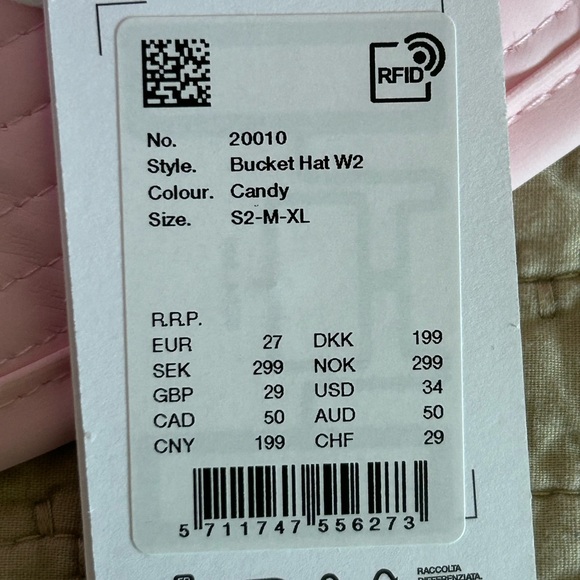 RFID
No. 20010
Style. Bucket Hat W2
Colour. Candy
Size. S2-M-XL
R.R.P.
EUR 27 DKK 199
SEK 299 NOK 299
GBP 29 USD 34
CAD 50 AUD 50
CNY 199 CHF 29
5 711747 556273
RACCOLTA
DIFFERENZIATA.